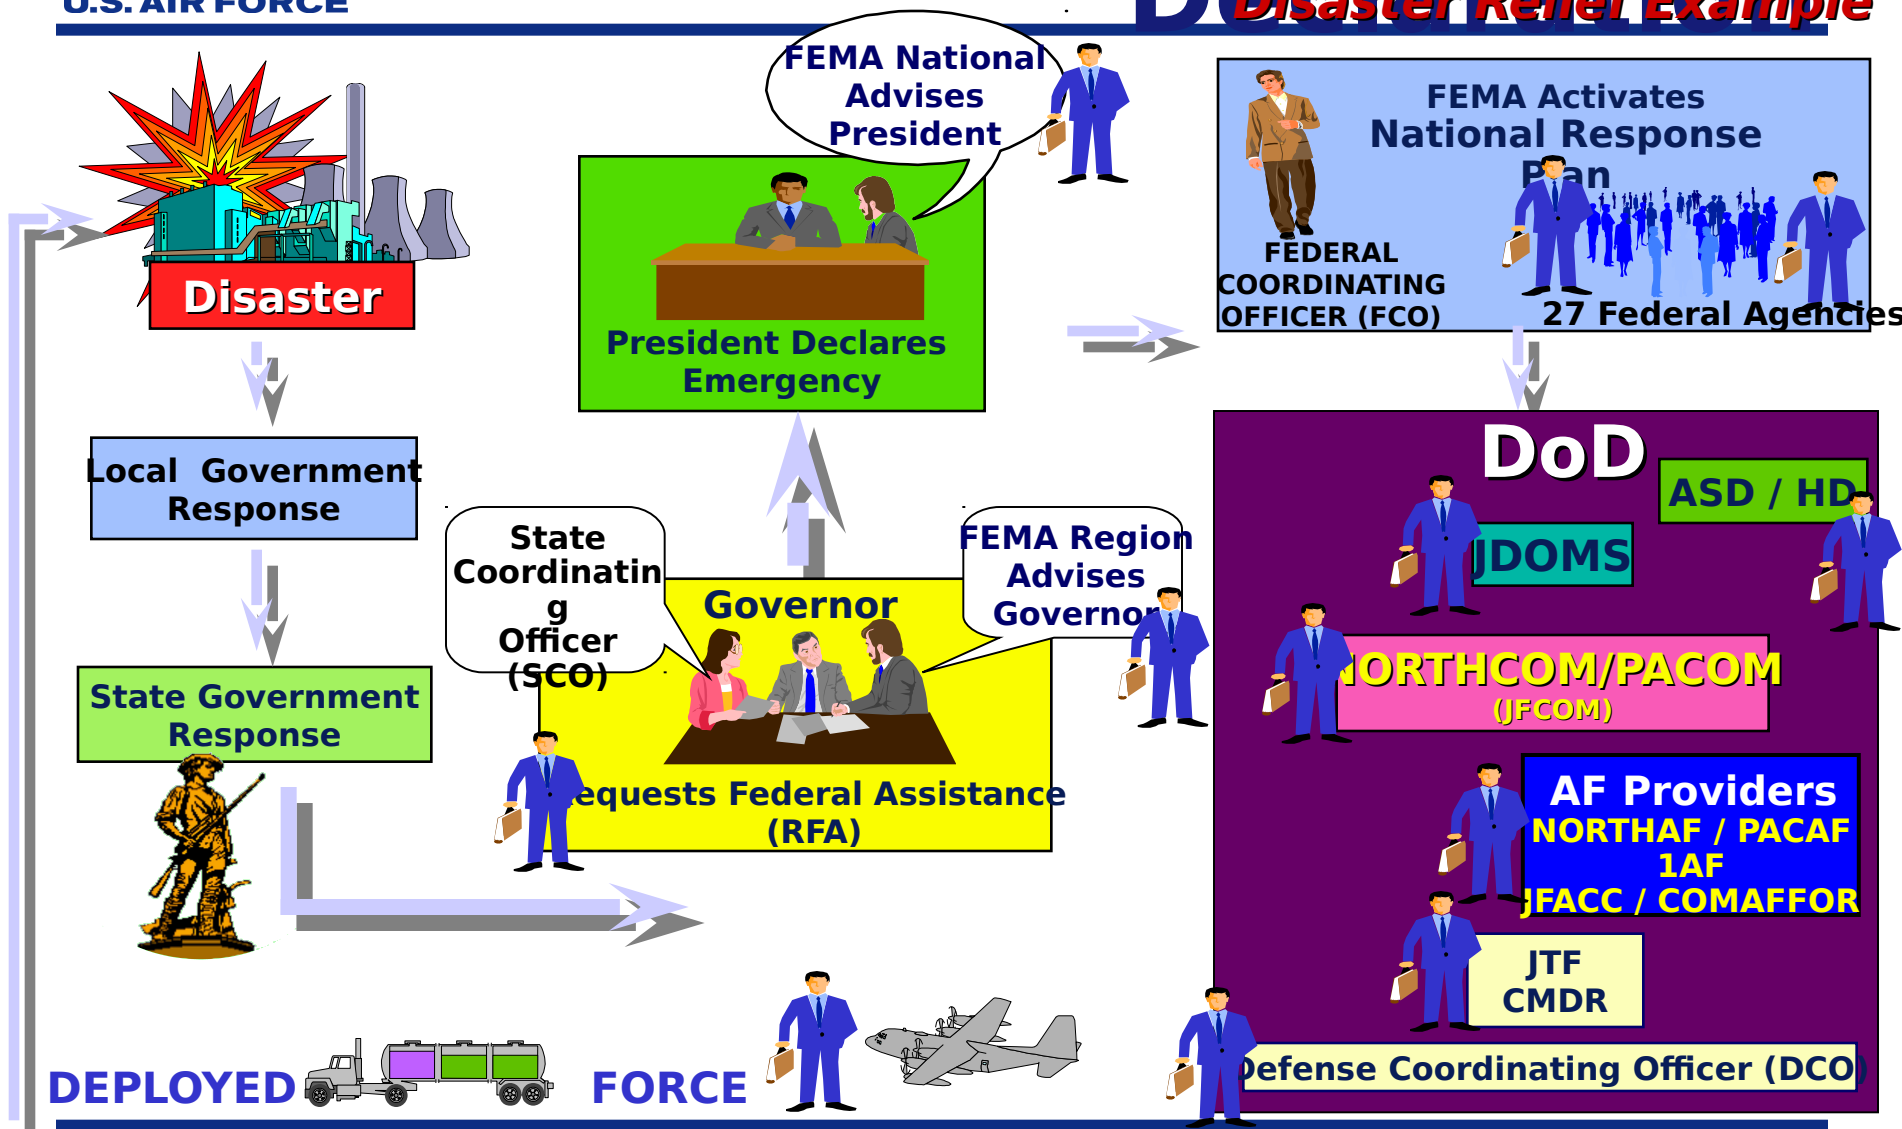 U.S. AIR FORCE
Disaster Relief Example
FEMA National
Advises
President
FEMA Activates
National Response
Plan
FEDERAL
COORDINATING
OFFICER (FCO)
27 Federal Agencies
Disaster
President Declares
Emergency
Local Government
Response
State
Coordinatin
g
Officer
(SCO)
Governor
FEMA Region
Advises
Governor
State Government
Response
equests Federal Assistance
(RFA)
DoD
ASD / HD
JDOMS
NORTHCOM/PACOM
(JFCOM)
AF Providers
NORTHAF / PACAF
1AF
JFACC / COMAFFOR
JTF
CMDR
Defense Coordinating Officer (DCO)
DEPLOYED
FORCE